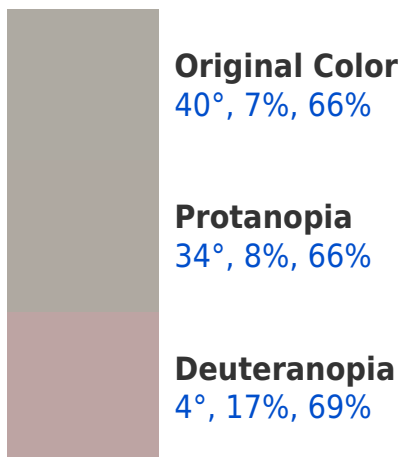 Original Color
40°, 7%, 66%
Protanopia
34°, 8%, 66%
Deuteranopia
4°, 17%, 69%